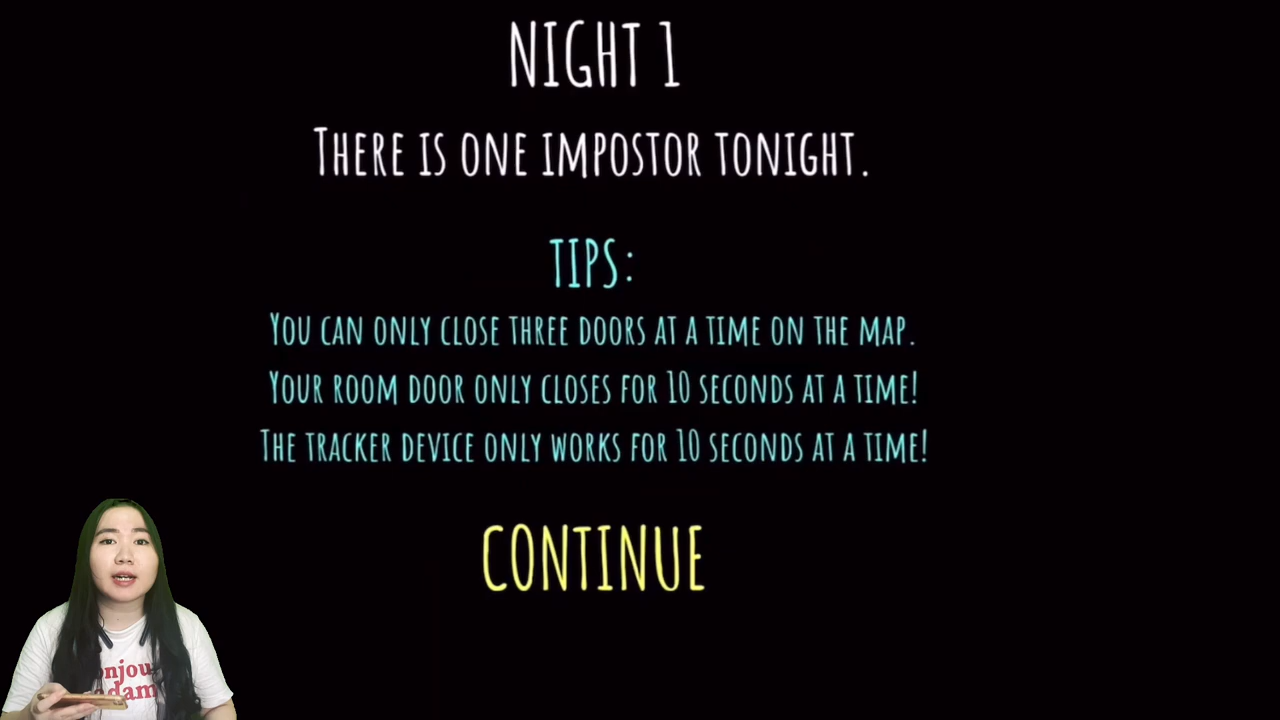 NIGHT 1
THERE IS ONE IMPOSTOR TONIGHT.
TIPS:
YOU CAN ONLY CLOSE THREE DOORS AT A TIME ON THE MAP.
YOUR ROOM DOOR ONLY CLOSES FOR 10 SECONDS AT A TIME!
THE TRACKER DEVICE ONLY WORKS FOR 10 SECONDS AT A TIME!
CONTINUE
onjou
dam